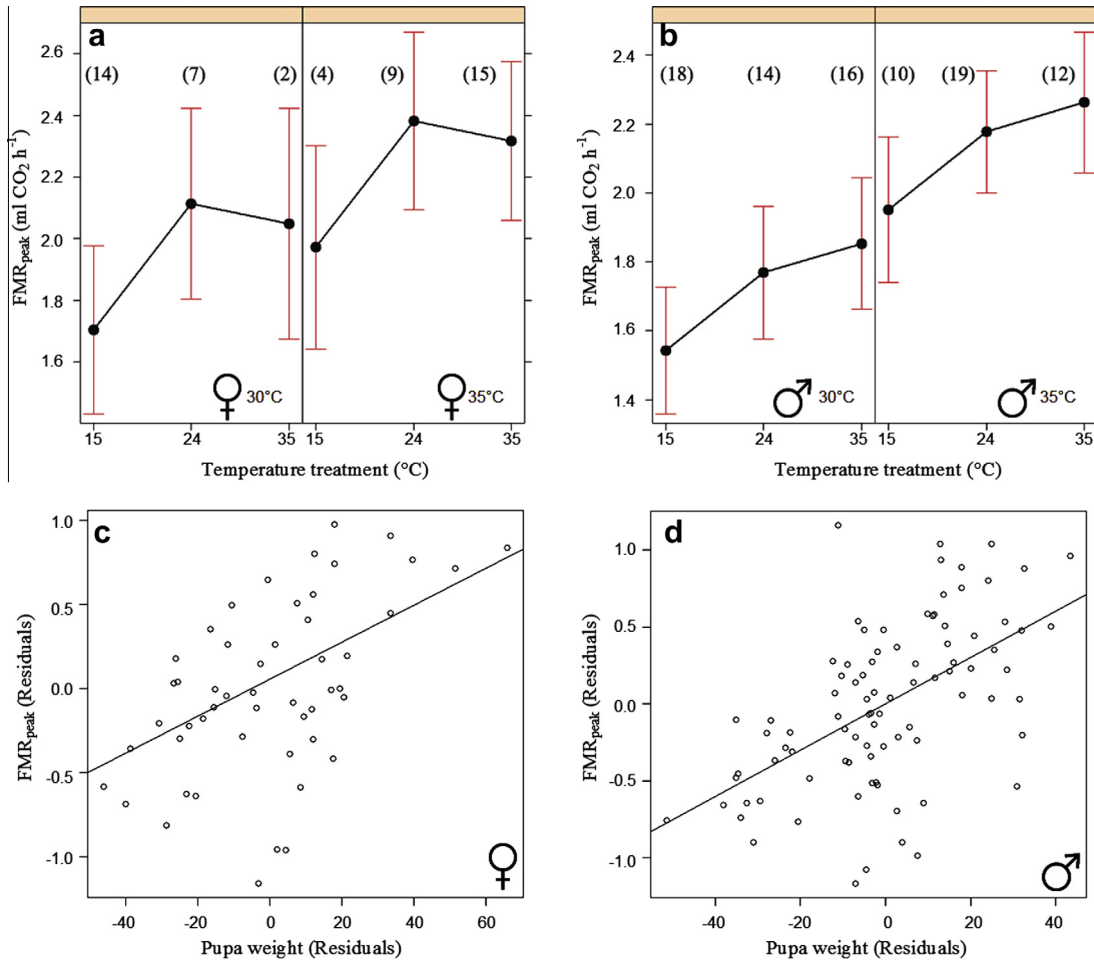 a
2.6
2.4
2.2
2.0
1.8
1.6
FMRpeak (ml CO2 h-1)
(14) (7) (2) (4) (9) (15)
♀ 30°C ♀ 35°C
15 24 35 15 24 35
Temperature treatment (°C)
b
2.4
2.2
2.0
1.8
1.6
1.4
FMRpeak (ml CO2 h-1)
(18) (14) (16) (10) (19) (12)
♂ 30°C ♂ 35°C
15 24 35 15 24 35
Temperature treatment (°C)
c
1.0
0.5
0.0
-0.5
-1.0
FMRpeak (Residuals)
♀
-40 -20 0 20 40 60
Pupa weight (Residuals)
d
1.0
0.5
0.0
-0.5
-1.0
FMRpeak (Residuals)
♂
-40 -20 0 20 40
Pupa weight (Residuals)